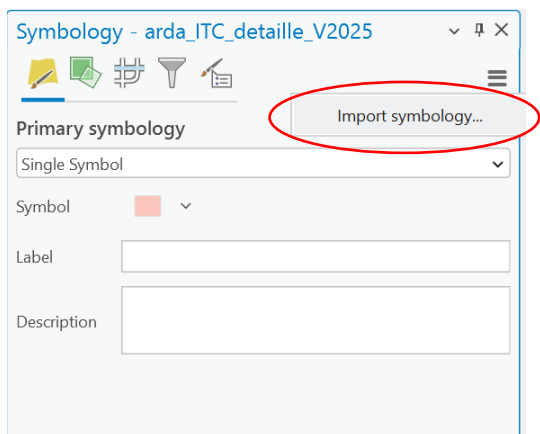 Symbology - arda_ITC_detaille_V2025
Import symbology...
Primary symbology
Single Symbol
Symbol
Label
Description